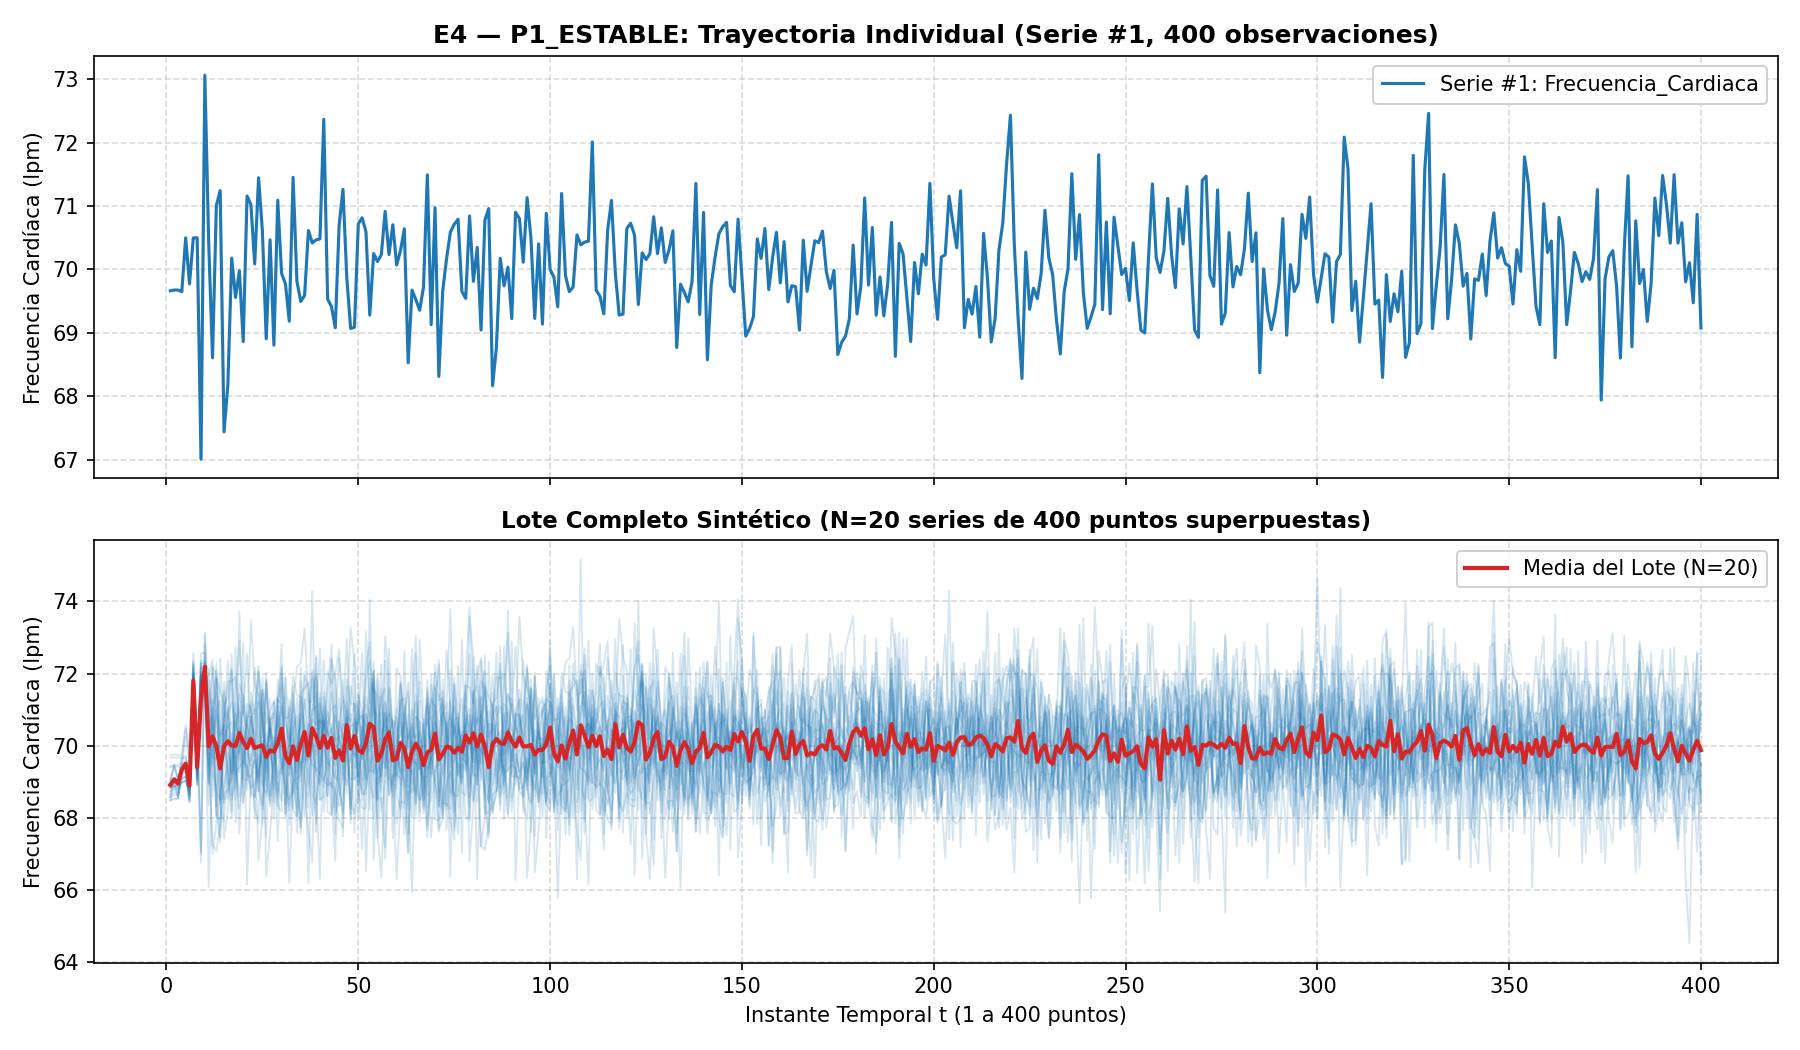 E4 — P1_ESTABLE: Trayectoria Individual (Serie #1, 400 observaciones)
Serie #1: Frecuencia_Cardiaca
Frecuencia Cardíaca (lpm)
73
72
71
70
69
68
67
Lote Completo Sintético (N=20 series de 400 puntos superpuestas)
Media del Lote (N=20)
Frecuencia Cardíaca (lpm)
74
72
70
68
66
64
0 50 100 150 200 250 300 350 400
Instante Temporal t (1 a 400 puntos)